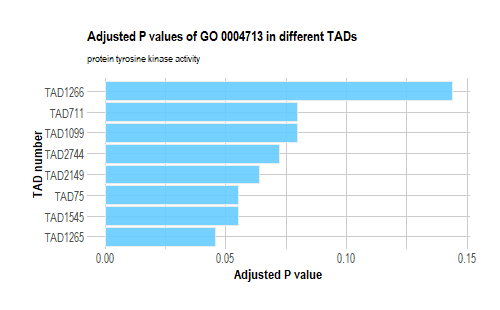 Adjusted P values of GO 0004713 in different TADs
protein tyrosine kinase activity
TAD1266
TAD711
TAD1099
TAD2744
TAD2149
TAD75
TAD1545
TAD1265
TAD number
0.00 0.05 0.10 0.15
Adjusted P value